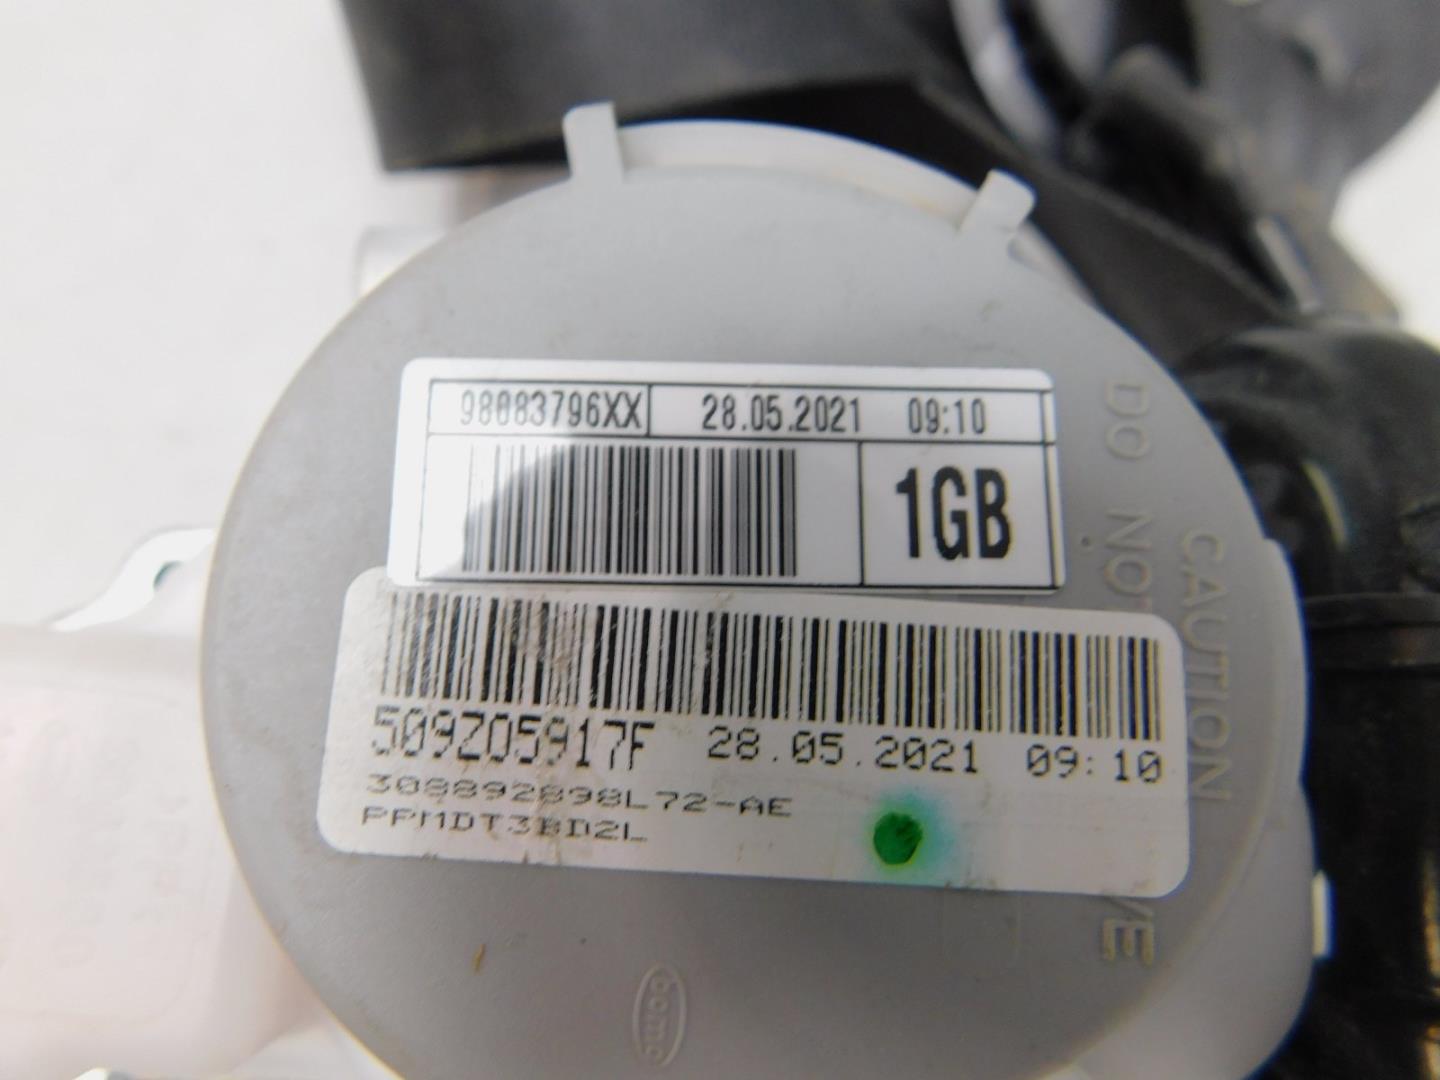 98083796XX 28.05.2021 09:10
1GB
509Z05917F 28.05.2021 09:10
308892898L72-AE
PPMDT3BD2L
CAUTION
DO NOT